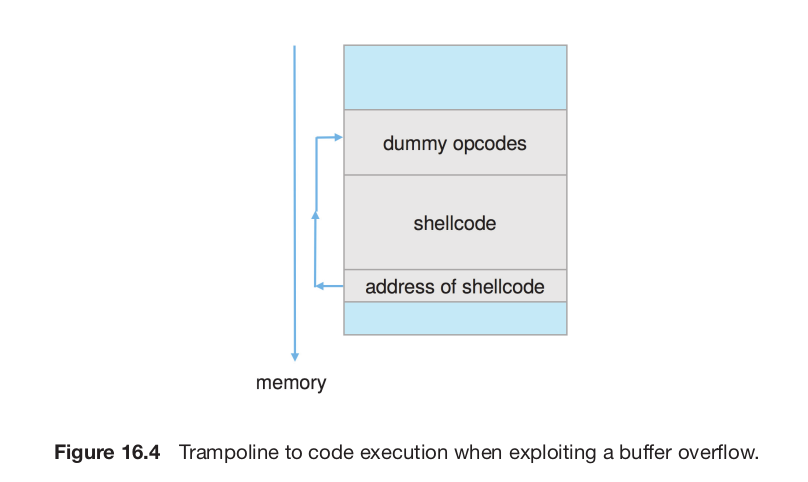 dummy opcodes
shellcode
address of shellcode
memory
Figure 16.4 Trampoline to code execution when exploiting a buffer overflow.